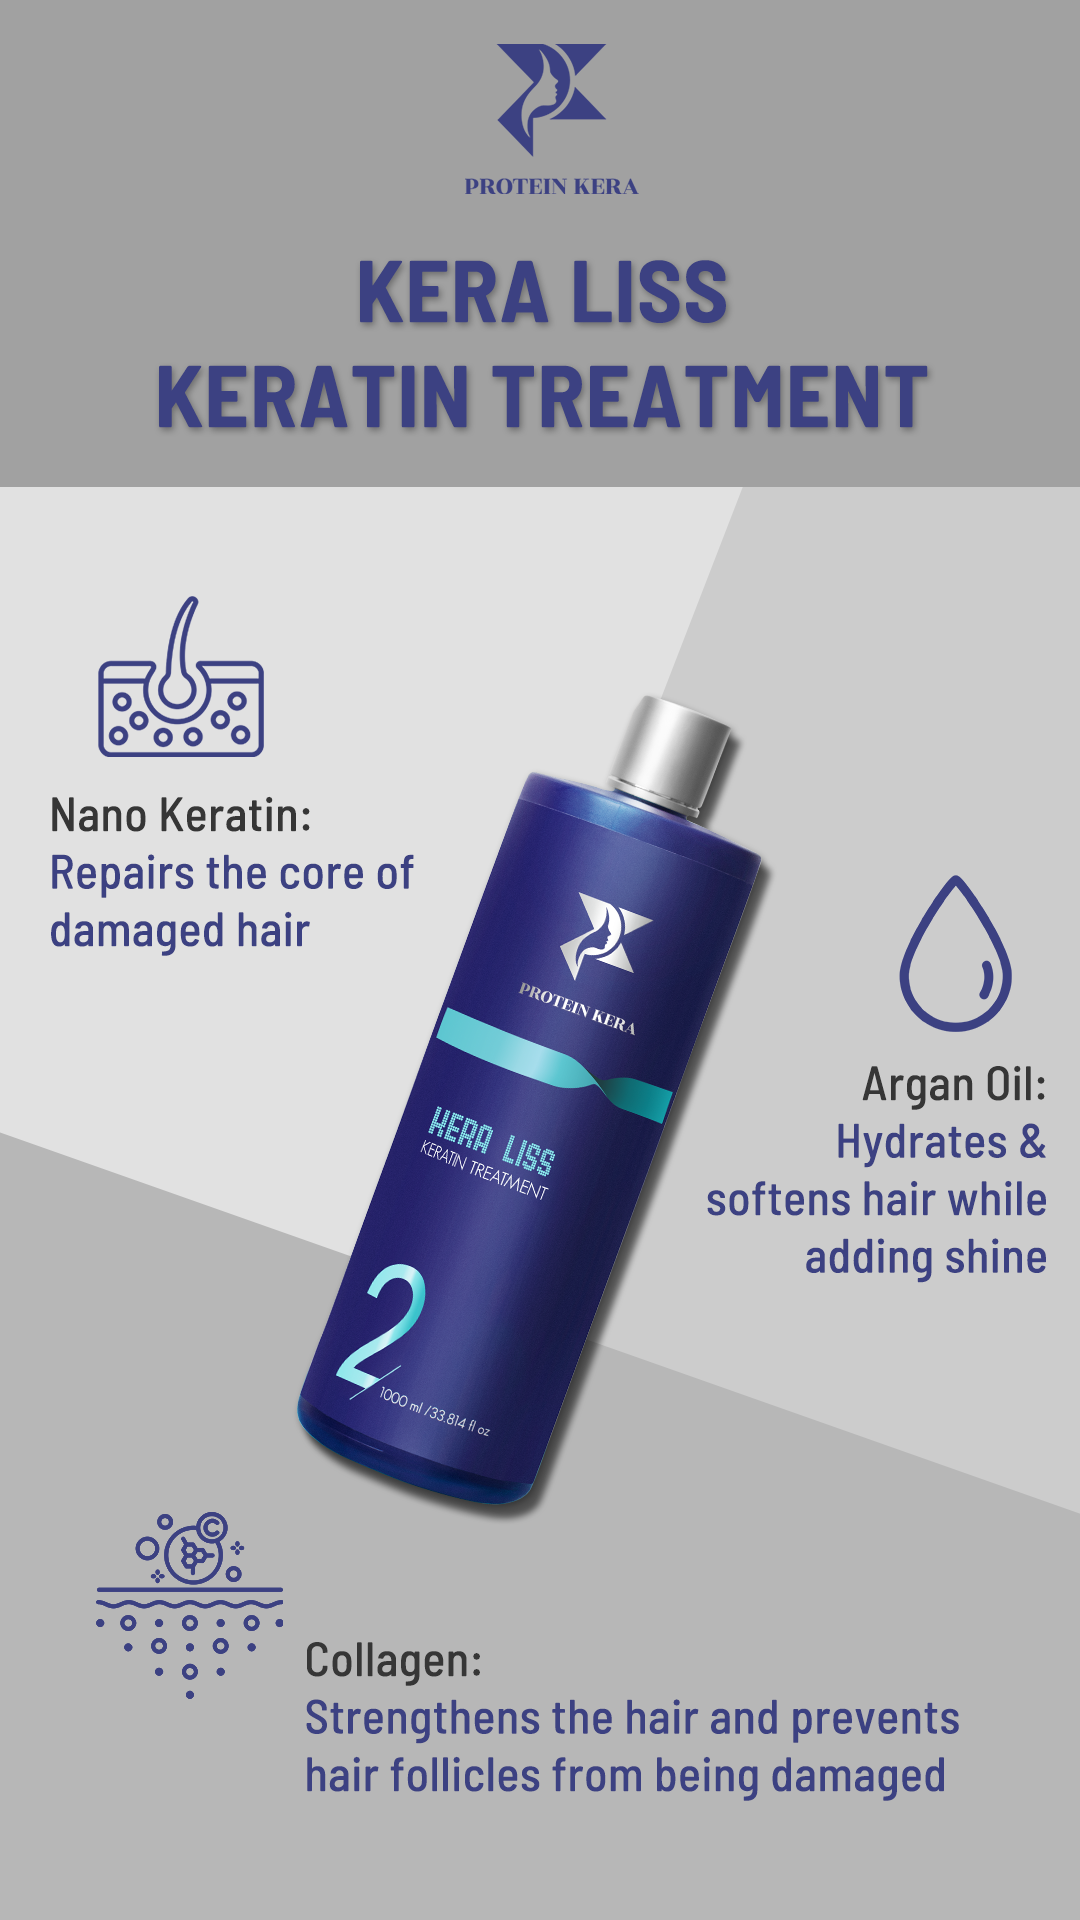 PROTEIN KERA
KERA LISS
KERATIN TREATMENT
Nano Keratin:
Repairs the core of
damaged hair
PROTEIN KERA
KERA LISS
KERATIN TREATMENT
2
1000 ml /33.814 fl oz
Argan Oil:
Hydrates &
softens hair while
adding shine
C
Collagen:
Strengthens the hair and prevents
hair follicles from being damaged